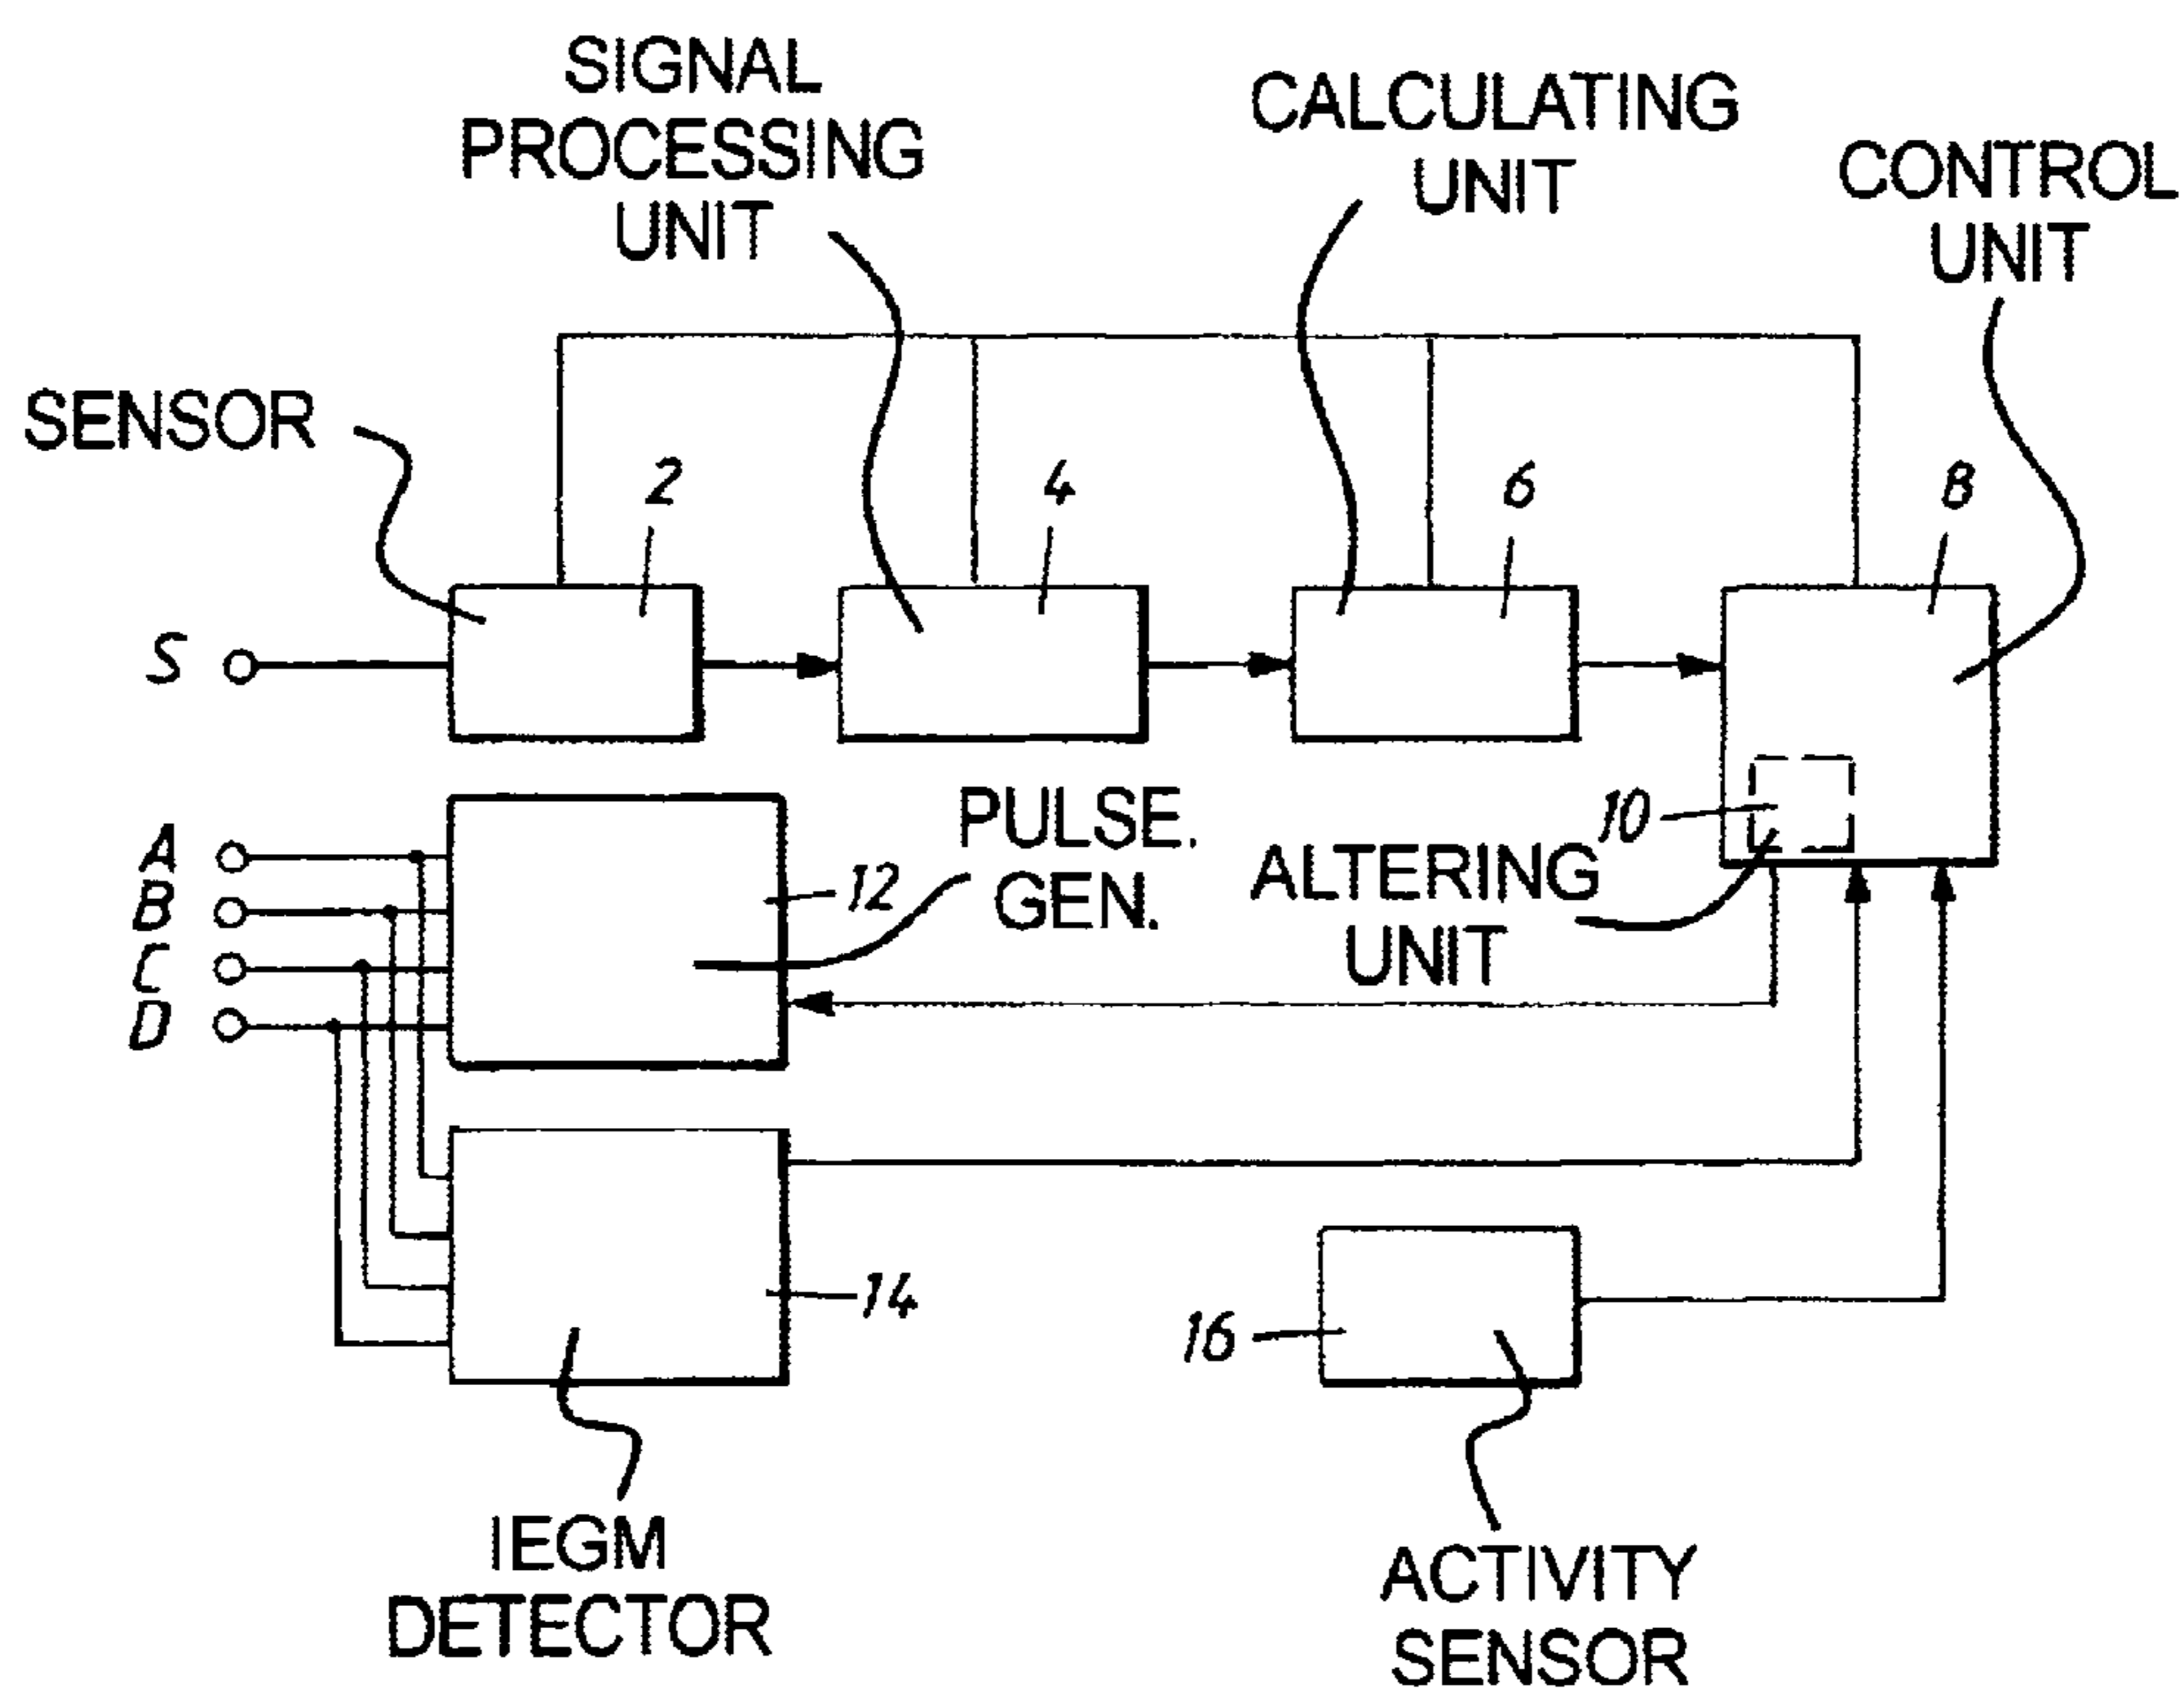 SIGNAL
PROCESSING
UNIT
CALCULATING
UNIT
CONTROL
UNIT
SENSOR
2
4
6
8
S
10
PULSE.
GEN.
ALTERING
UNIT
A
B
C
D
12
14
16
IEGM
DETECTOR
ACTIVITY
SENSOR